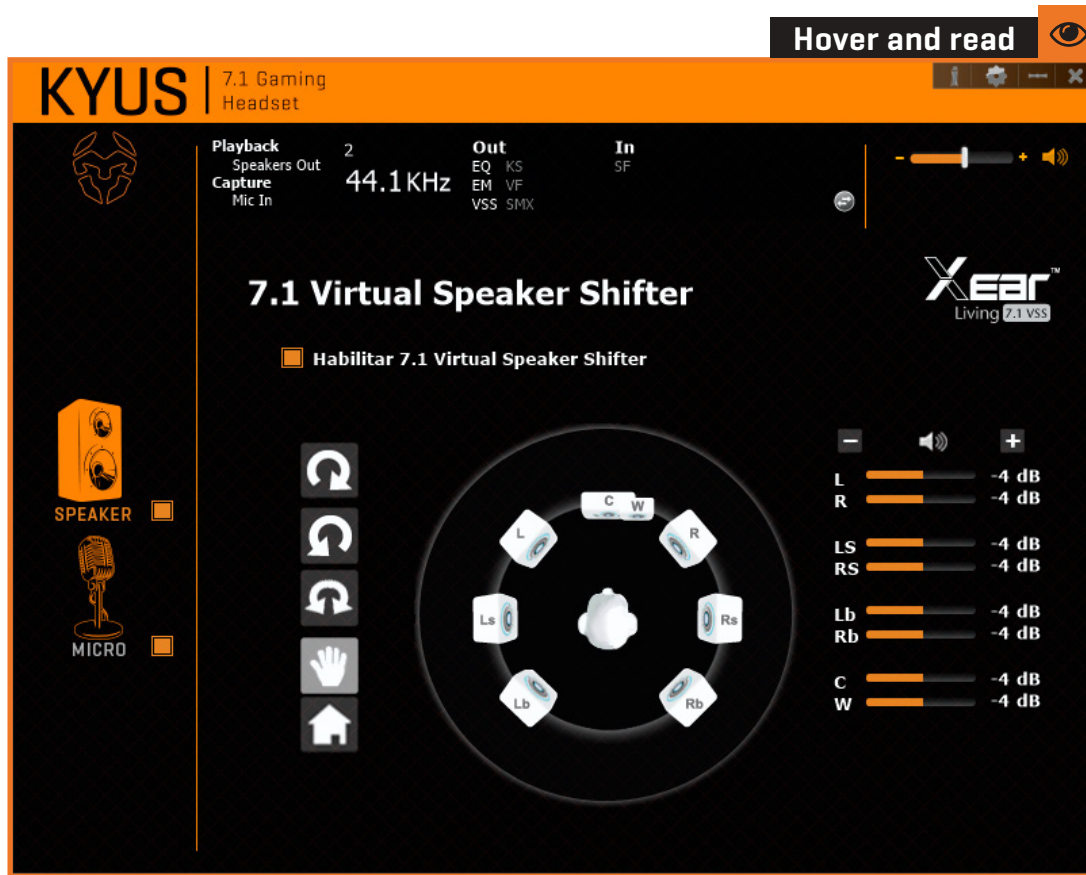 Hover and read
KYUS
7.1 Gaming
Headset
Playback
Speakers Out
Capture
Mic In
2
44.1KHz
Out
EQ KS
EM VF
VSS SMX
In
SF
- +
7.1 Virtual Speaker Shifter
Xear™
Living 7.1 VSS
Habilitar 7.1 Virtual Speaker Shifter
SPEAKER
MICRO
C W
L R
Ls Rs
Lb Rb
- +
L -4 dB
R -4 dB
LS -4 dB
RS -4 dB
Lb -4 dB
Rb -4 dB
C -4 dB
W -4 dB